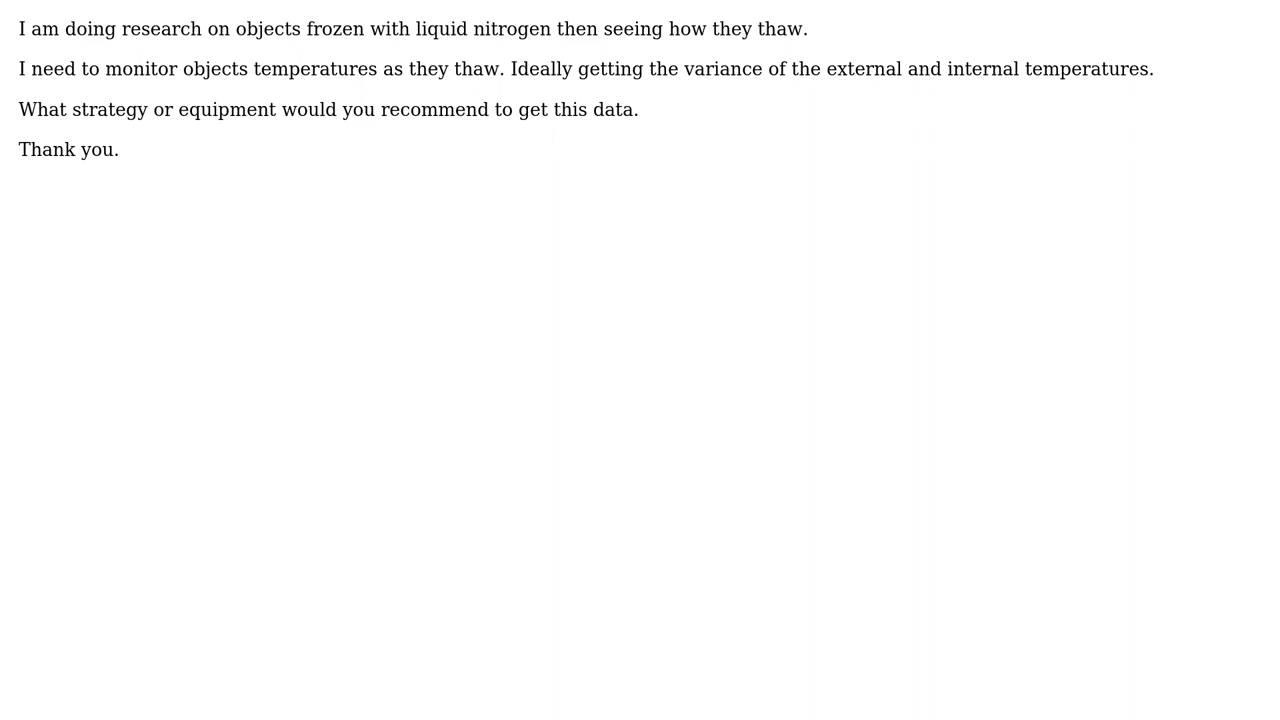 I am doing research on objects frozen with liquid nitrogen then seeing how they thaw.
I need to monitor objects temperatures as they thaw. Ideally getting the variance of the external and internal temperatures.
What strategy or equipment would you recommend to get this data.
Thank you.